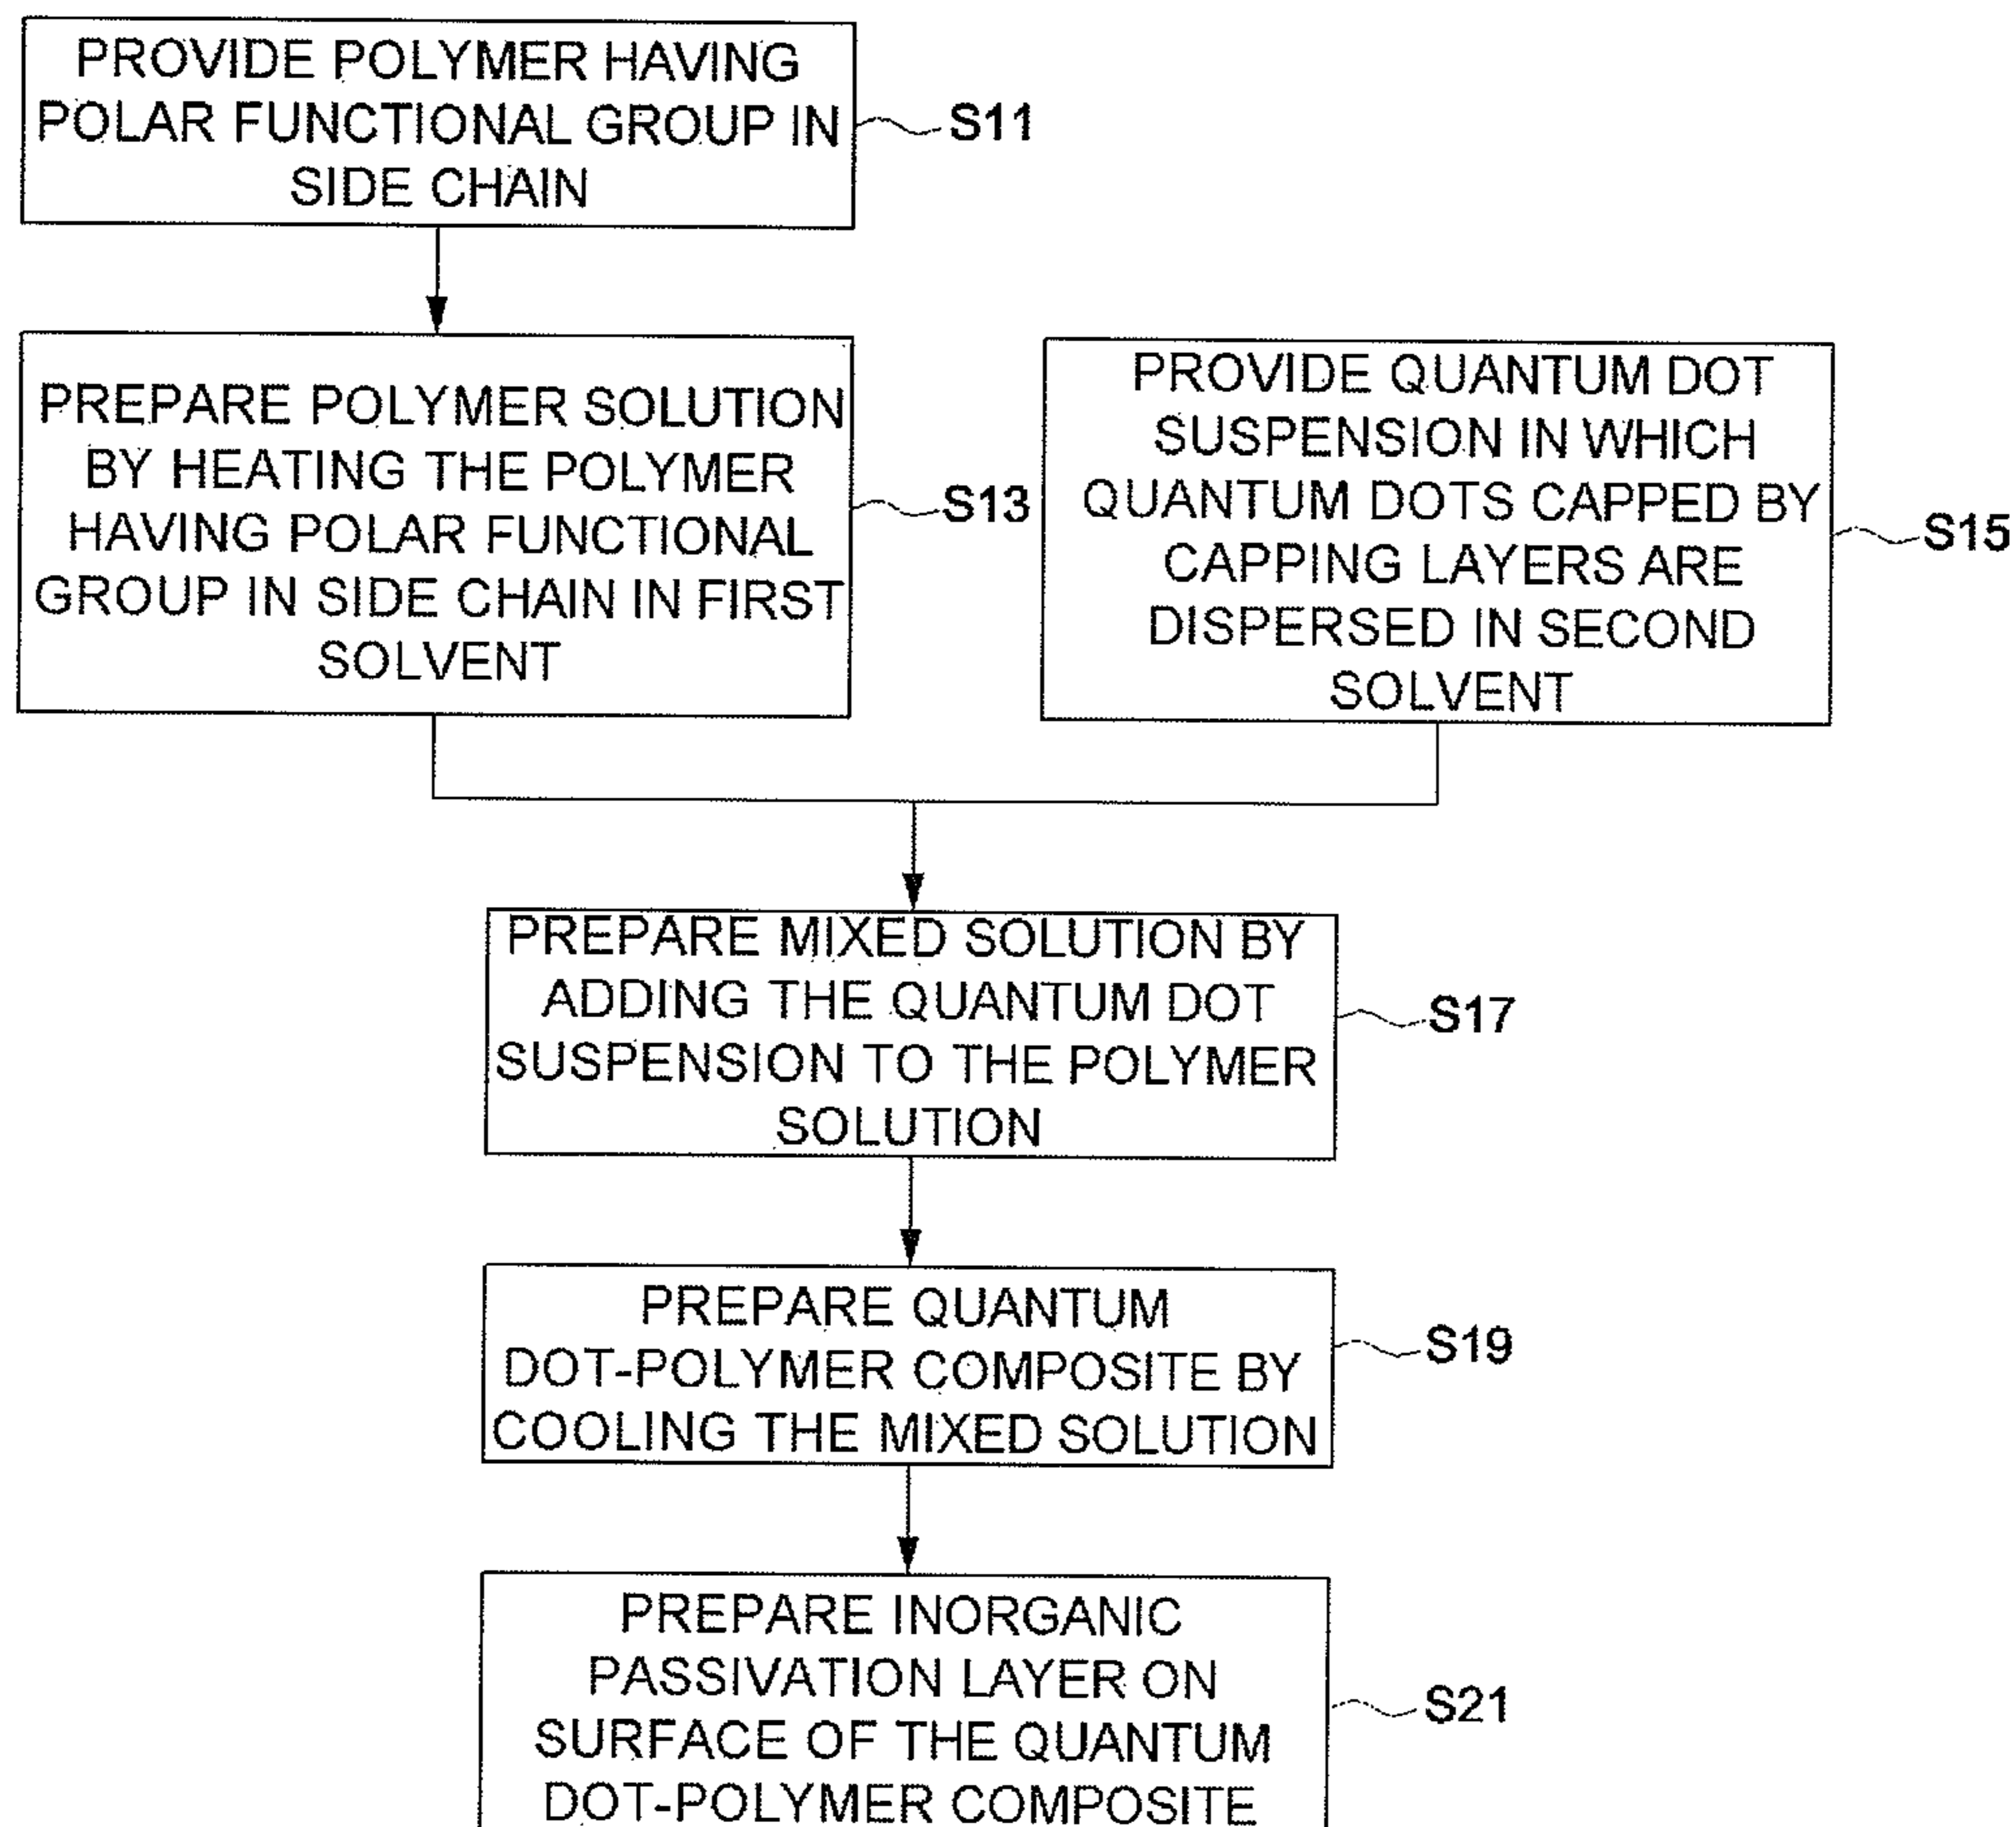 PROVIDE POLYMER HAVING
POLAR FUNCTIONAL GROUP IN
SIDE CHAIN
S11
PREPARE POLYMER SOLUTION
BY HEATING THE POLYMER
HAVING POLAR FUNCTIONAL
GROUP IN SIDE CHAIN IN FIRST
SOLVENT
S13
PROVIDE QUANTUM DOT
SUSPENSION IN WHICH
QUANTUM DOTS CAPPED BY
CAPPING LAYERS ARE
DISPERSED IN SECOND
SOLVENT
S15
PREPARE MIXED SOLUTION BY
ADDING THE QUANTUM DOT
SUSPENSION TO THE POLYMER
SOLUTION
S17
PREPARE QUANTUM
DOT-POLYMER COMPOSITE BY
COOLING THE MIXED SOLUTION
S19
PREPARE INORGANIC
PASSIVATION LAYER ON
SURFACE OF THE QUANTUM
DOT-POLYMER COMPOSITE
S21